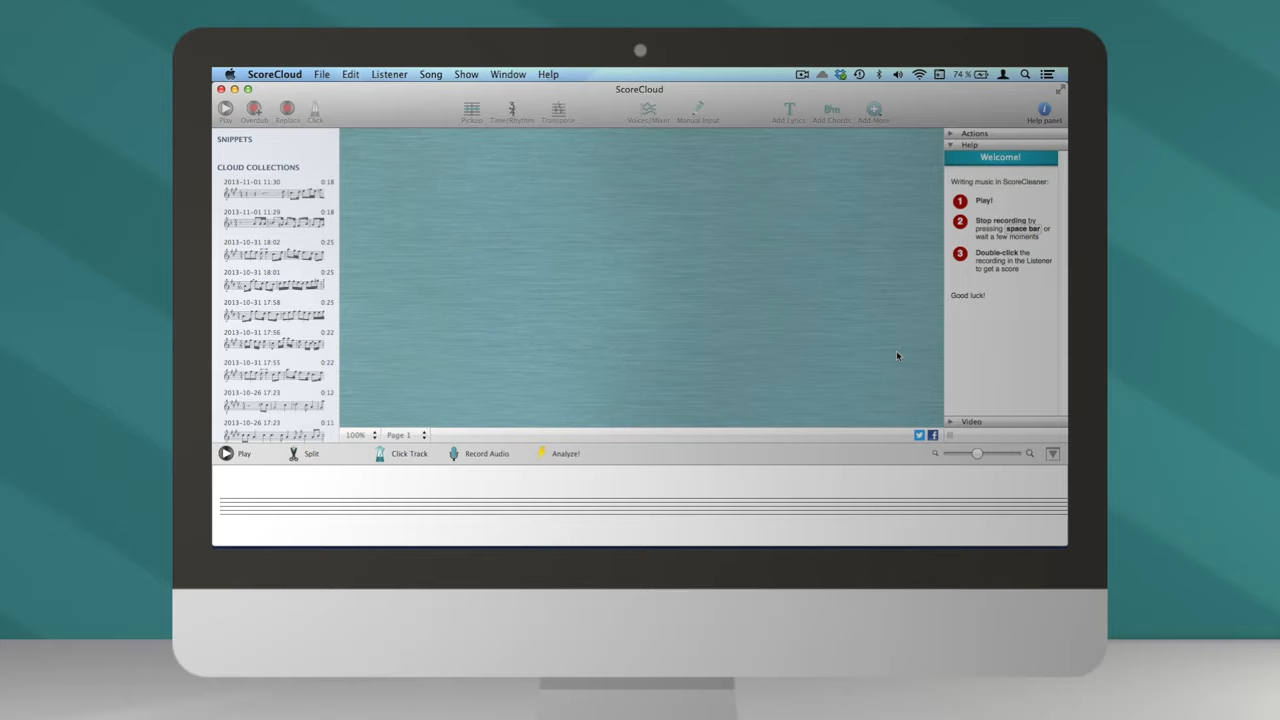 ScoreCloud File Edit Listener Song Show Window Help 74 %
ScoreCloud
Play Overdub Replace Click Pickup Time/Rhythm Transpose Voices/Mixer Manual Input Add Lyrics Add Chords Add More Help panel
Bm
SNIPPETS
CLOUD COLLECTIONS
2013-11-01 11:30 0:18
2013-11-01 11:29 0:18
2013-10-31 18:02 0:25
2013-10-31 18:01 0:25
2013-10-31 17:58 0:25
2013-10-31 17:56 0:22
2013-10-31 17:55 0:22
2013-10-26 17:23 0:12
2013-10-26 17:23 0:11
Actions
Help
Welcome!
Writing music in ScoreCleaner:
1 Play!
2 Stop recording by
pressing space bar or
wait a few moments
3 Double-click the
recording in the Listener
to get a score
Good luck!
Video
100% Page 1
Play Split Click Track Record Audio Analyze!